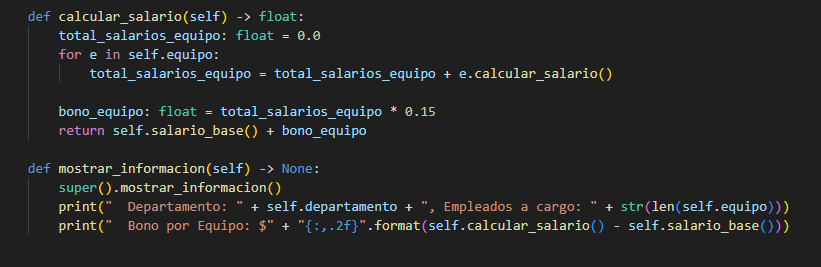 def calcular_salario(self) -> float:
    total_salarios_equipo: float = 0.0
    for e in self.equipo:
        total_salarios_equipo = total_salarios_equipo + e.calcular_salario()

    bono_equipo: float = total_salarios_equipo * 0.15
    return self.salario_base() + bono_equipo

def mostrar_informacion(self) -> None:
    super().mostrar_informacion()
    print("  Departamento: " + self.departamento + ", Empleados a cargo: " + str(len(self.equipo)))
    print("  Bono por Equipo: $" + "{:,.2f}".format(self.calcular_salario() - self.salario_base()))